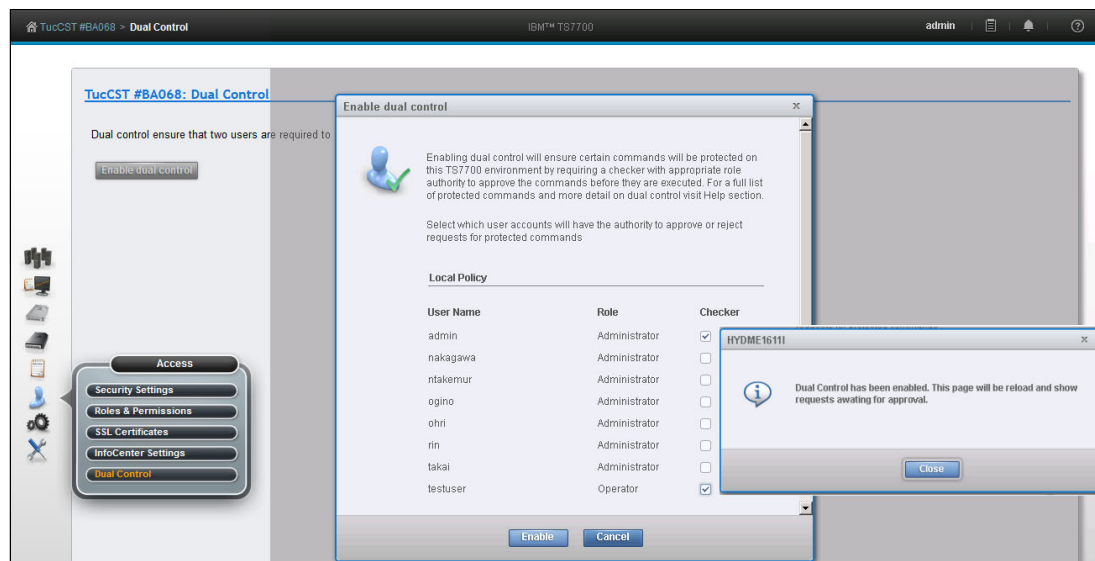 TucCST #BA068 > Dual Control
IBM™ TS7700
admin
TucCST #BA068: Dual Control
Dual control ensure that two users are required to
Enable dual control
Access
Security Settings
Roles & Permissions
SSL Certificates
InfoCenter Settings
Dual Control
Enable dual control
x
Enabling dual control will ensure certain commands will be protected on
this TS7700 environment by requiring a checker with appropriate role
authority to approve the commands before they are executed. For a full list
of protected commands and more detail on dual control visit Help section.
Select which user accounts will have the authority to approve or reject
requests for protected commands
Local Policy
User Name Role Checker
admin Administrator
nakagawa Administrator
ntakemur Administrator
ogino Administrator
ohri Administrator
rin Administrator
takai Administrator
testuser Operator
Enable Cancel
HYDME1611I
x
Dual Control has been enabled. This page will be reload and show
requests awating for approval.
Close